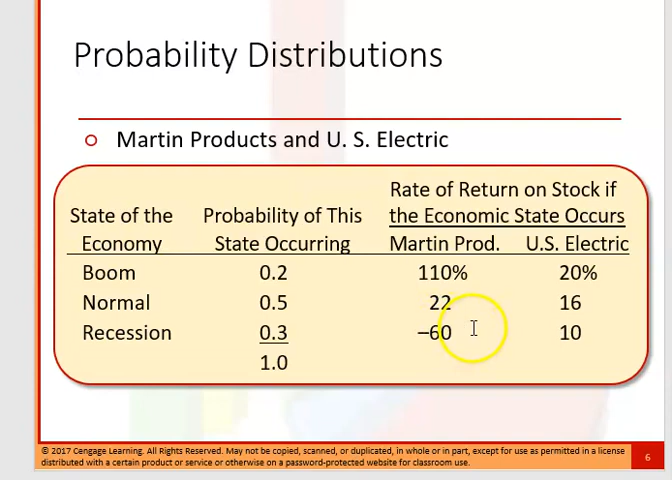 Probability Distributions
Martin Products and U. S. Electric
Rate of Return on Stock if
State of the Probability of This the Economic State Occurs
Economy State Occurring Martin Prod. U.S. Electric
Boom 0.2 110% 20%
Normal 0.5 22 16
Recession 0.3 –60 10
1.0
© 2017 Cengage Learning. All Rights Reserved. May not be copied, scanned, or duplicated, in whole or in part, except for use as permitted in a license
distributed with a certain product or service or otherwise on a password-protected website for classroom use.
6